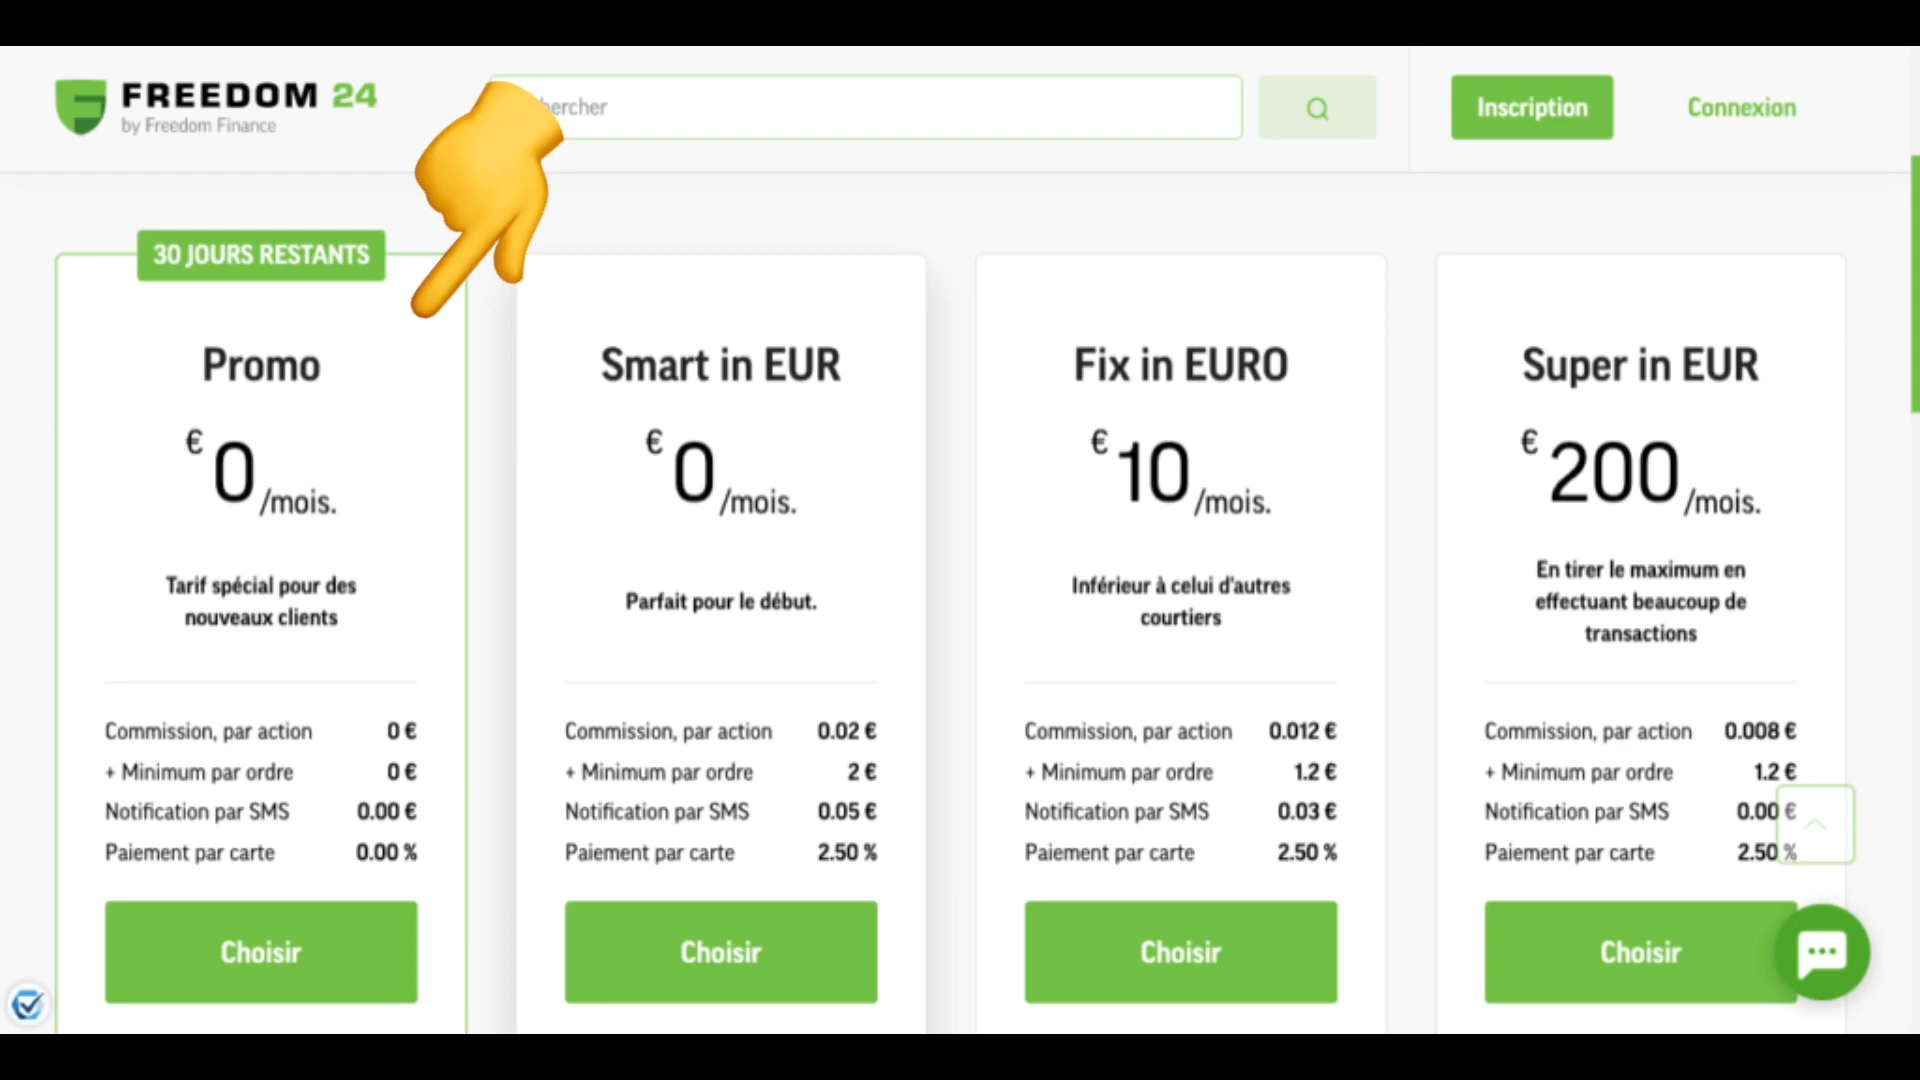 FREEDOM 24
by Freedom Finance
hercher
Inscription
Connexion
30 JOURS RESTANTS
Promo
€ 0 /mois.
Tarif spécial pour des
nouveaux clients
Commission, par action 0 €
+ Minimum par ordre 0 €
Notification par SMS 0.00 €
Paiement par carte 0.00 %
Choisir
Smart in EUR
€ 0 /mois.
Parfait pour le début.
Commission, par action 0.02 €
+ Minimum par ordre 2 €
Notification par SMS 0.05 €
Paiement par carte 2.50 %
Choisir
Fix in EURO
€ 10 /mois.
Inférieur à celui d'autres
courtiers
Commission, par action 0.012 €
+ Minimum par ordre 1.2 €
Notification par SMS 0.03 €
Paiement par carte 2.50 %
Choisir
Super in EUR
€ 200 /mois.
En tirer le maximum en
effectuant beaucoup de
transactions
Commission, par action 0.008 €
+ Minimum par ordre 1.2 €
Notification par SMS 0.00 €
Paiement par carte 2.50 %
Choisir